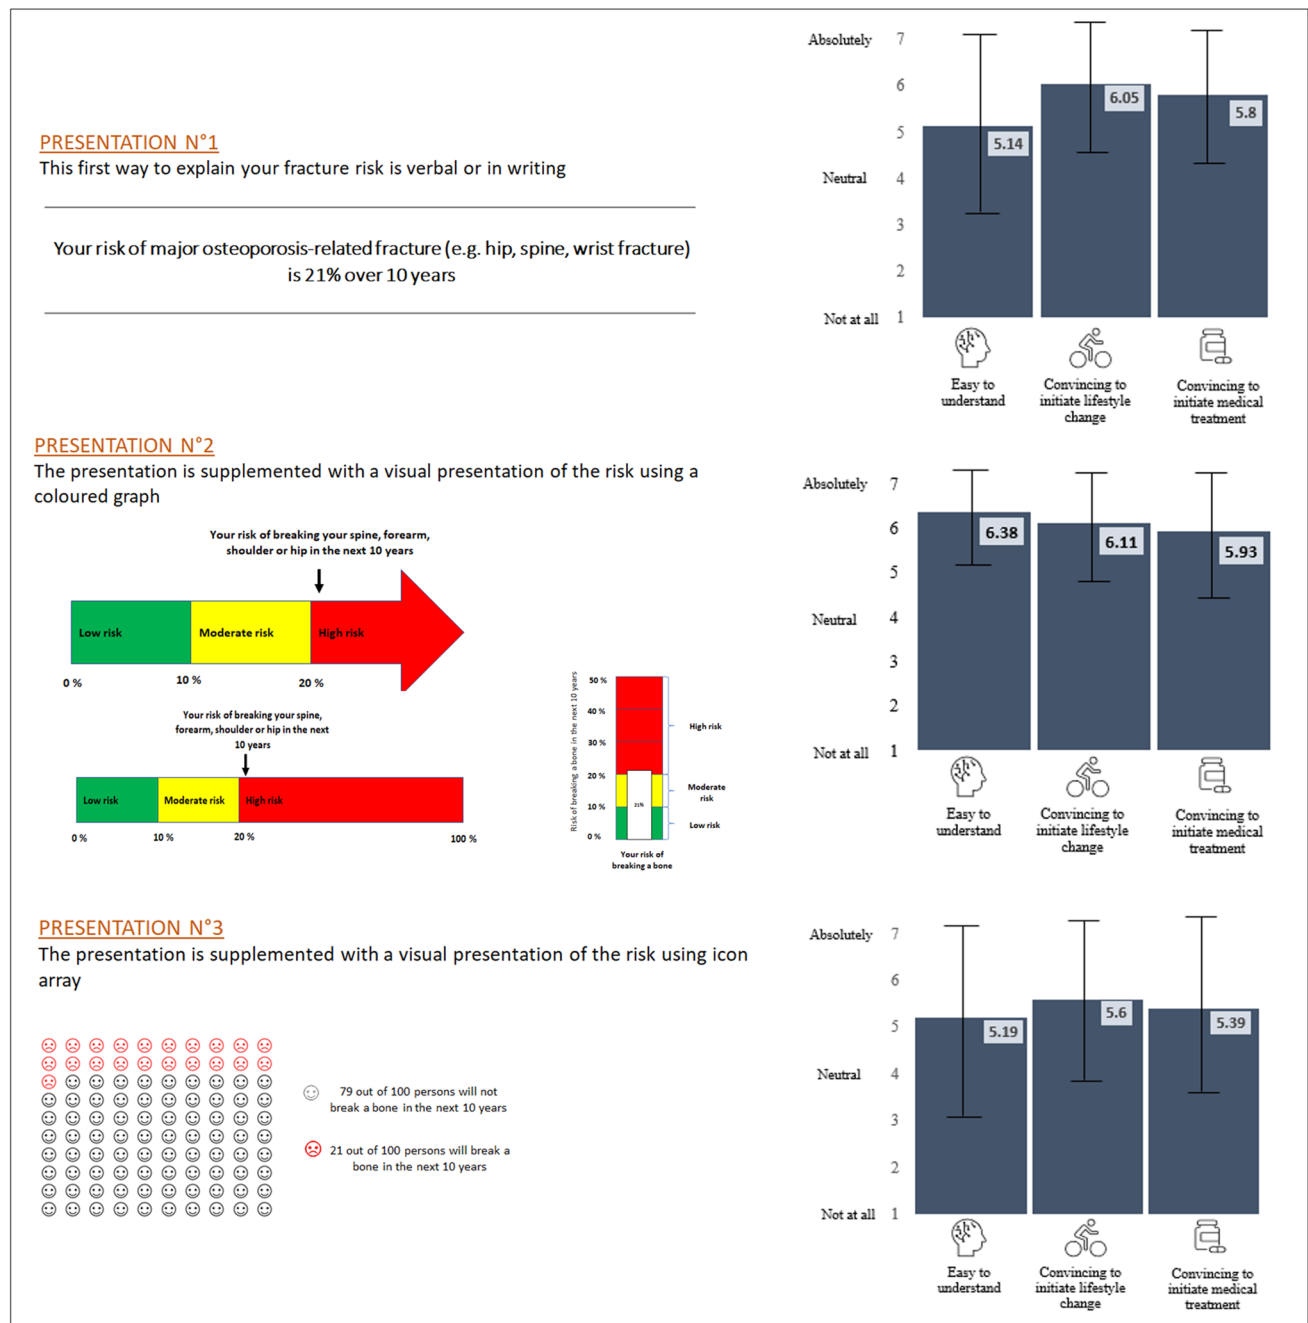 PRESENTATION N°1
This first way to explain your fracture risk is verbal or in writing
Your risk of major osteoporosis-related fracture (e.g. hip, spine, wrist fracture)
is 21% over 10 years
Absolutely 7
6
5
Neutral 4
3
2
Not at all 1
5.14
6.05
5.8
Easy to
understand
Convincing to
initiate lifestyle
change
Convincing to
initiate medical
treatment
PRESENTATION N°2
The presentation is supplemented with a visual presentation of the risk using a
coloured graph
Your risk of breaking your spine, forearm,
shoulder or hip in the next 10 years
Low risk
Moderate risk
High risk
0 %
10 %
20 %
Your risk of breaking your spine,
forearm, shoulder or hip in the next
10 years
Low risk
Moderate risk
High risk
0 %
10 %
20 %
100 %
Risk of breaking a bone in the next 10 years
50 %
40 %
30 %
20 %
10 %
0 %
21%
High risk
Moderate
risk
Low risk
Your risk of
breaking a bone
Absolutely 7
6
5
Neutral 4
3
2
Not at all 1
6.38
6.11
5.93
Easy to
understand
Convincing to
initiate lifestyle
change
Convincing to
initiate medical
treatment
PRESENTATION N°3
The presentation is supplemented with a visual presentation of the risk using icon
array
79 out of 100 persons will not
break a bone in the next 10 years
21 out of 100 persons will break a
bone in the next 10 years
Absolutely 7
6
5
Neutral 4
3
2
Not at all 1
5.19
5.6
5.39
Easy to
understand
Convincing to
initiate lifestyle
change
Convincing to
initiate medical
treatment